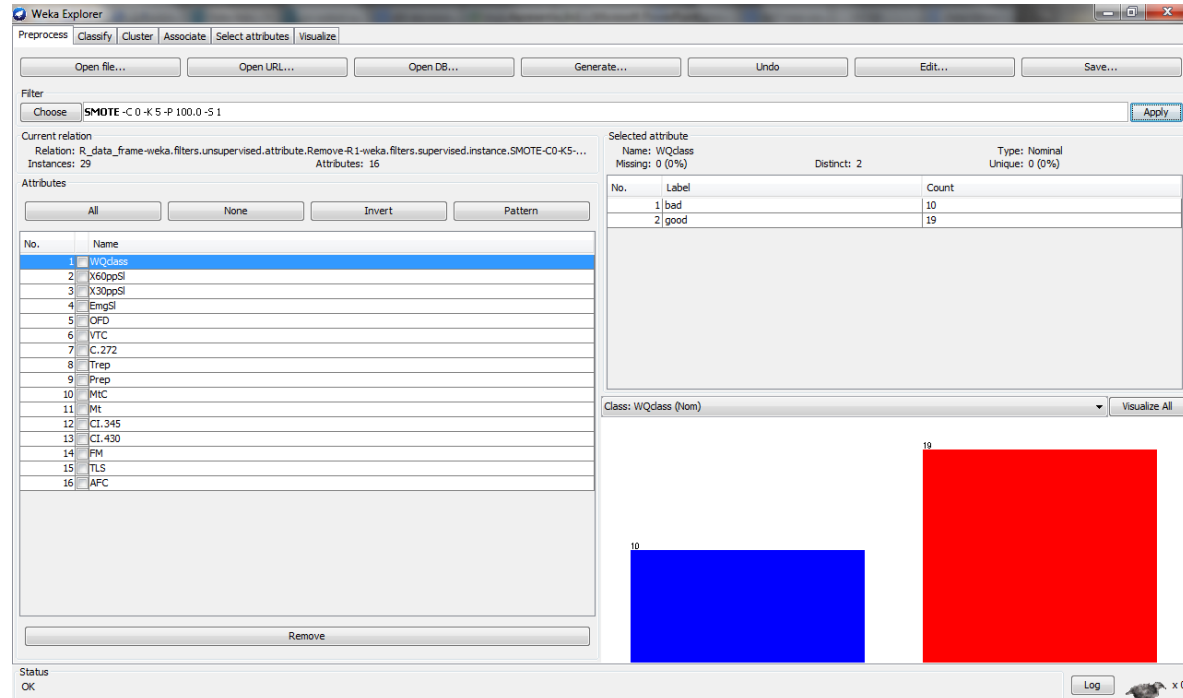 Weka Explorer
Preprocess Classify Cluster Associate Select attributes Visualize
Open file... Open URL... Open DB... Generate... Undo Edit... Save...
Filter
Choose SMOTE -C 0 -K 5 -P 100.0 -S 1 Apply
Current relation
Relation: R_data_frame-weka.filters.unsupervised.attribute.Remove-R1-weka.filters.supervised.instance.SMOTE-C0-K5-...
Instances: 29 Attributes: 16
Selected attribute
Name: WQclass Type: Nominal
Missing: 0 (0%) Distinct: 2 Unique: 0 (0%)
Attributes
All None Invert Pattern
No. Name
1 WQclass
2 X60ppSl
3 X30ppSl
4 EmgSl
5 OFD
6 VTC
7 C.272
8 Trep
9 Prep
10 MtC
11 Mt
12 CI.345
13 CI.430
14 FM
15 TLS
16 AFC
Remove
No. Label Count
1 bad 10
2 good 19
Class: WQclass (Nom) Visualize All
19
10
Status
OK
Log x 0